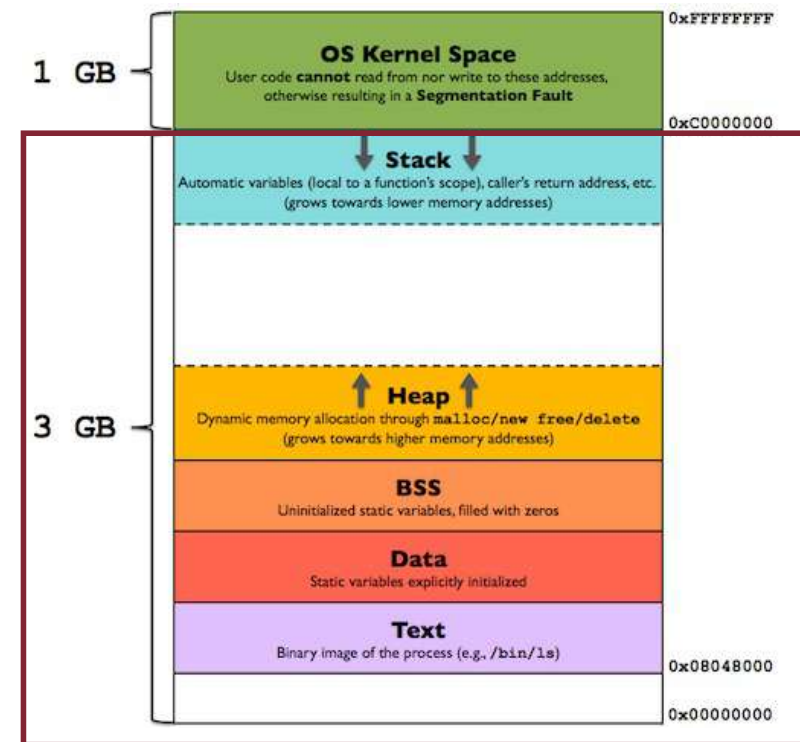 0xFFFFFFFF
1 GB
OS Kernel Space
User code cannot read from nor write to these addresses,
otherwise resulting in a Segmentation Fault
0xC0000000
Stack
Automatic variables (local to a function's scope), caller's return address, etc.
(grows towards lower memory addresses)
3 GB
Heap
Dynamic memory allocation through malloc/new free/delete
(grows towards higher memory addresses)
BSS
Uninitialized static variables, filled with zeros
Data
Static variables explicitly initialized
Text
Binary image of the process (e.g., /bin/ls)
0x08048000
0x00000000